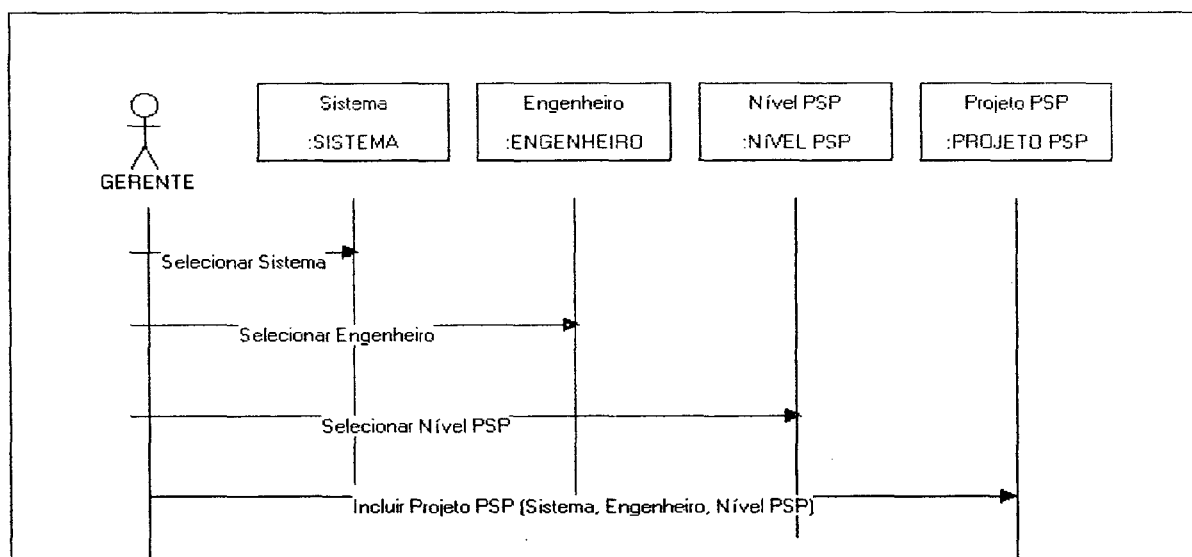 Sistema
:SISTEMA
Engenheiro
:ENGENHEIRO
Nível PSP
:NíVEL PSP
Projeto PSP
:PROJETO PSP
GERENTE
Selecionar Sistema
Selecionar Engenheiro
Selecionar Nível PSP
Incluir Projeto PSP (Sistema, Engenheiro, Nível PSP)